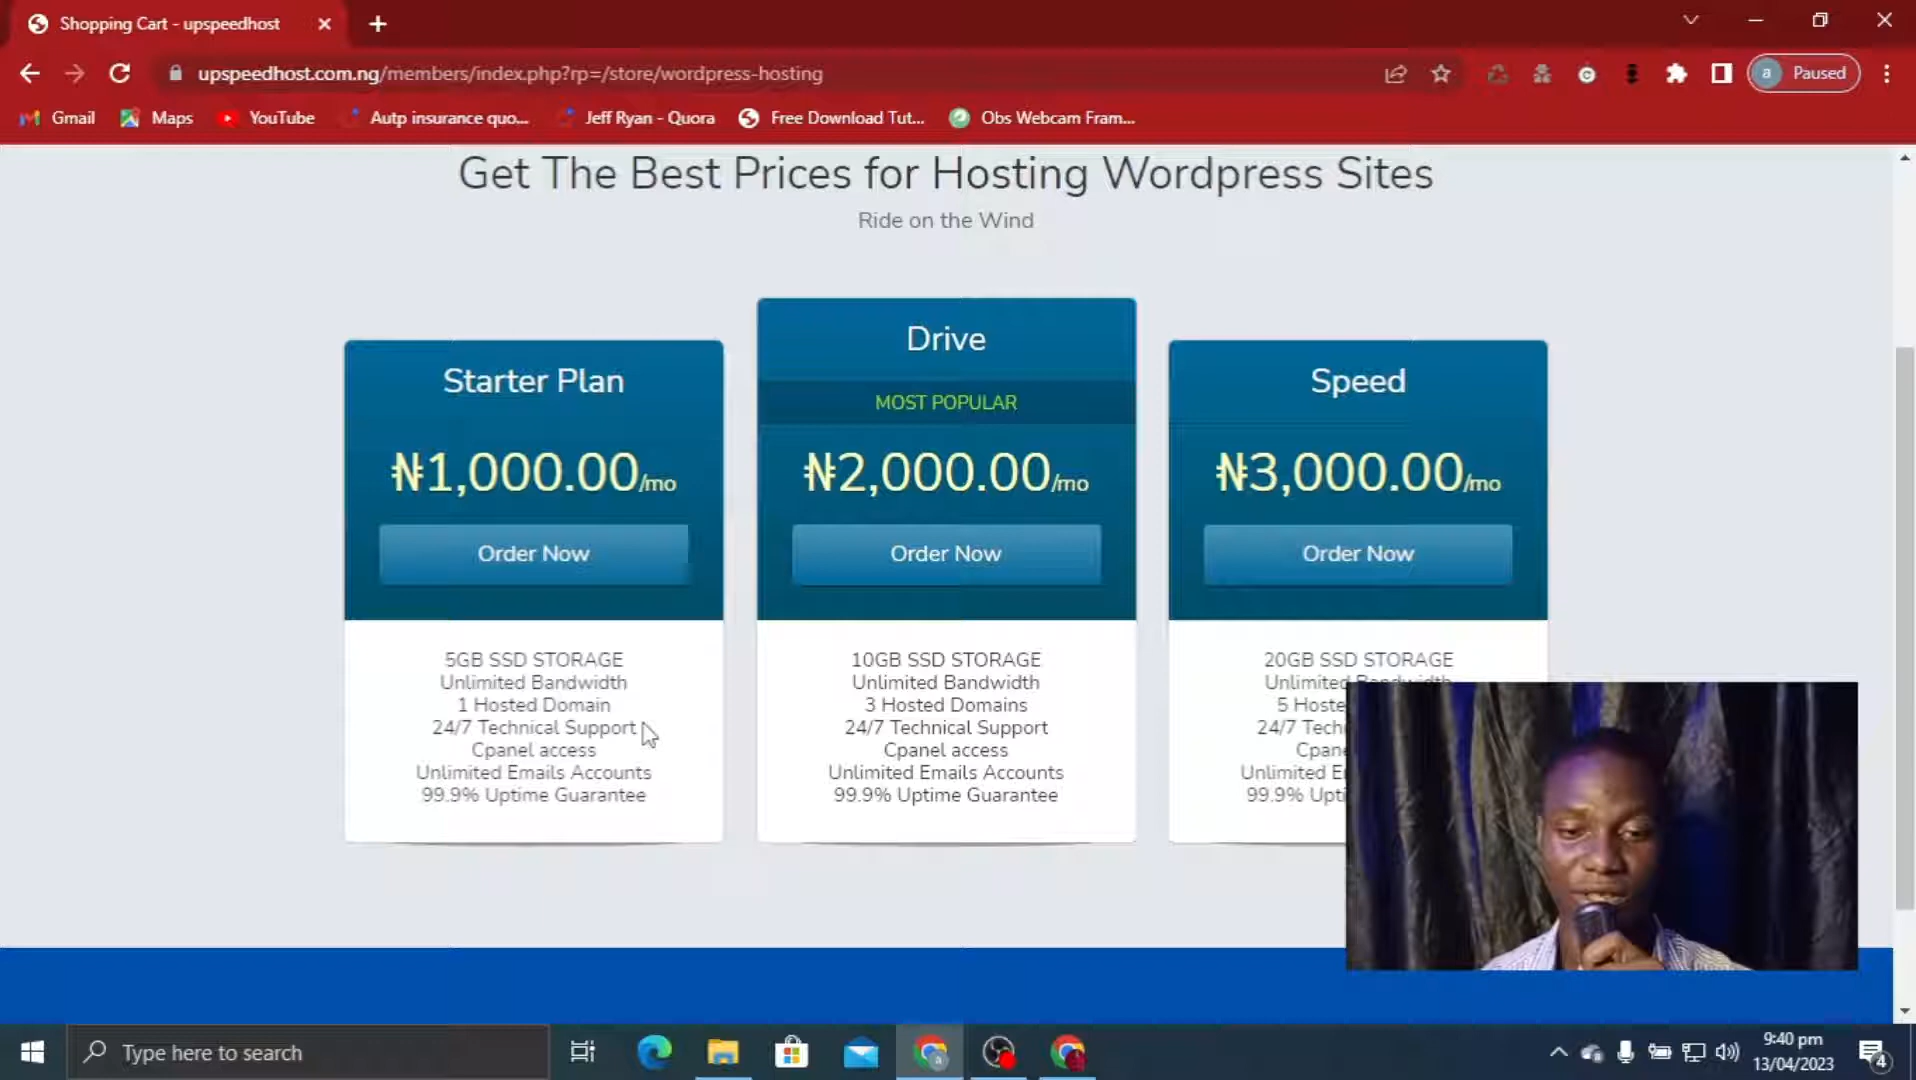 Shopping Cart - upspeedhost
upspeedhost.com.ng/members/index.php?rp=/store/wordpress-hosting
a Paused
Gmail
Maps
YouTube
Autp insurance quo...
Jeff Ryan - Quora
Free Download Tut...
Obs Webcam Fram...
Get The Best Prices for Hosting Wordpress Sites
Ride on the Wind
Starter Plan
₦1,000.00/mo
Order Now
5GB SSD STORAGE
Unlimited Bandwidth
1 Hosted Domain
24/7 Technical Support
Cpanel access
Unlimited Emails Accounts
99.9% Uptime Guarantee
Drive
MOST POPULAR
₦2,000.00/mo
Order Now
10GB SSD STORAGE
Unlimited Bandwidth
3 Hosted Domains
24/7 Technical Support
Cpanel access
Unlimited Emails Accounts
99.9% Uptime Guarantee
Speed
₦3,000.00/mo
Order Now
20GB SSD STORAGE
Unlimited
5
24/7
Type here to search
9:40 pm
13/04/2023
4